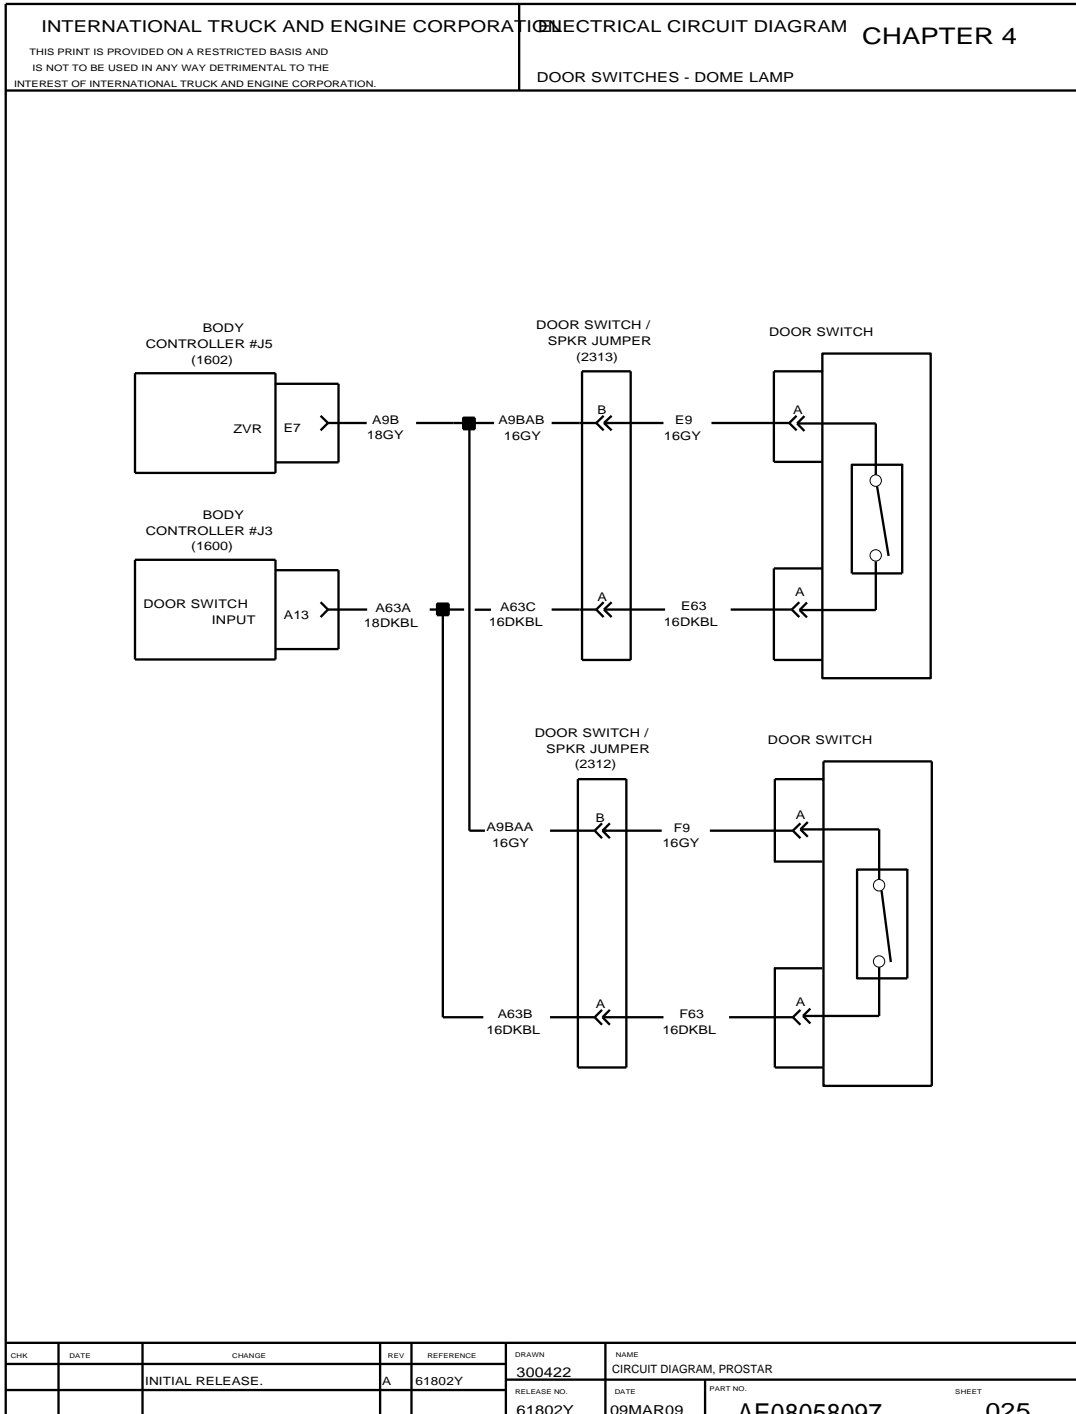 INTERNATIONAL TRUCK AND ENGINE CORPORATION
THIS PRINT IS PROVIDED ON A RESTRICTED BASIS AND
IS NOT TO BE USED IN ANY WAY DETRIMENTAL TO THE
INTEREST OF INTERNATIONAL TRUCK AND ENGINE CORPORATION.
ELECTRICAL CIRCUIT DIAGRAM
CHAPTER 4
DOOR SWITCHES - DOME LAMP
BODY
CONTROLLER #J5
(1602)
ZVR
E7
A9B
18GY
A9BAB
16GY
DOOR SWITCH /
SPKR JUMPER
(2313)
B
E9
16GY
DOOR SWITCH
A
BODY
CONTROLLER #J3
(1600)
DOOR SWITCH
INPUT
A13
A63A
18DKBL
A63C
16DKBL
A
E63
16DKBL
A
DOOR SWITCH /
SPKR JUMPER
(2312)
DOOR SWITCH
A9BAA
16GY
B
F9
16GY
A
A63B
16DKBL
A
F63
16DKBL
A
CHK
DATE
CHANGE
REV
REFERENCE
INITIAL RELEASE.
A
61802Y
DRAWN
300422
NAME
CIRCUIT DIAGRAM, PROSTAR
RELEASE NO.
61802Y
DATE
09MAR09
PART NO.
AE08058097
SHEET
025